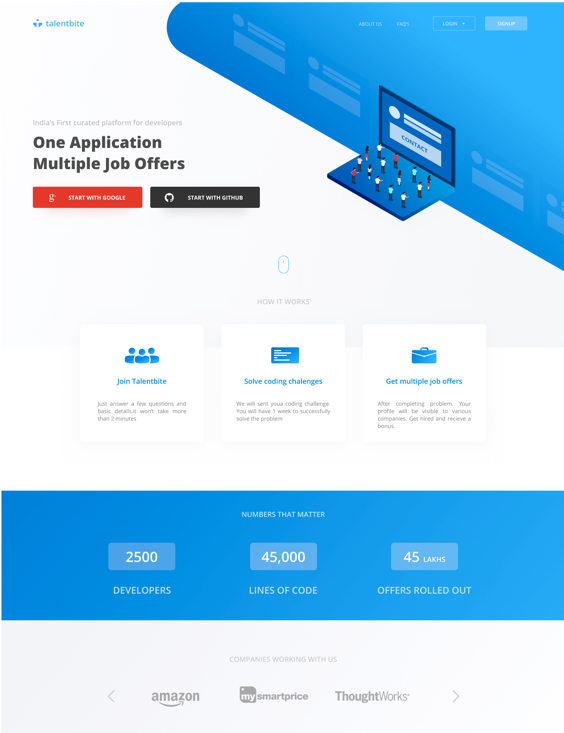 talentbite
ABOUT US
FAQS
LOGIN
SIGNUP
India's First curated platform for developers
One Application
Multiple Job Offers
CONTACT
START WITH GOOGLE
START WITH GITHUB
HOW IT WORKS
Join Talentbite
Just answer a few questions and
basic details.it won't take more
than 2 minutes
Solve coding chalenges
We will sent youa coding challenge.
You will have 1 week to successfully
solve the problem
Get multiple job offers
After completing problem. Your
profile will be visible to various
companies. Get hired and recieve a
bonus.
NUMBERS THAT MATTER
2500
DEVELOPERS
45,000
LINES OF CODE
45 LAKHS
OFFERS ROLLED OUT
COMPANIES WORKING WITH US
amazon
mysmartprice
ThoughtWorks